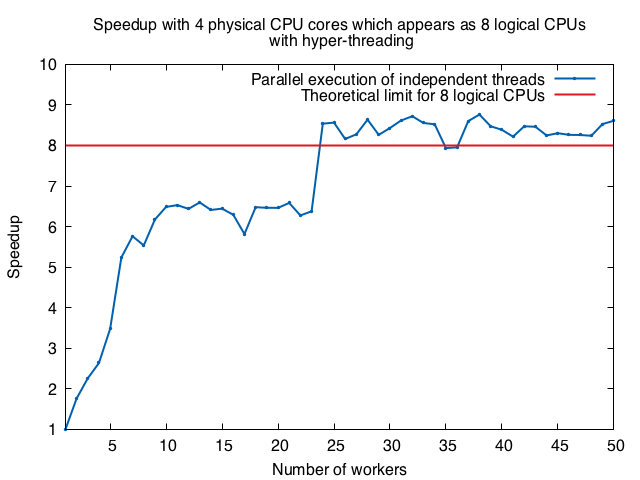 Speedup with 4 physical CPU cores which appears as 8 logical CPUs
with hyper-threading
Parallel execution of independent threads
Theoretical limit for 8 logical CPUs
10
9
8
7
6
5
4
3
2
1
Speedup
5 10 15 20 25 30 35 40 45 50
Number of workers